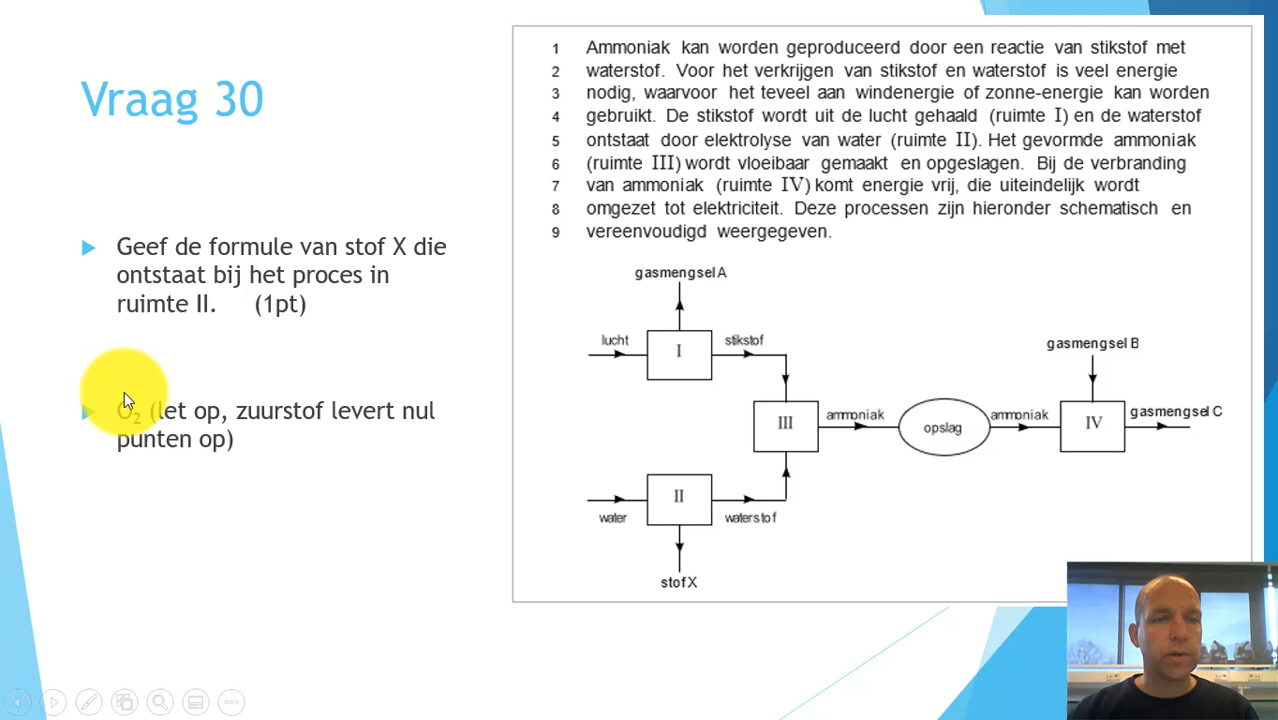 Vraag 30
Geef de formule van stof X die
ontstaat bij het proces in
ruimte II. (1pt)
O₂ (let op, zuurstof levert nul
punten op)
1 Ammoniak kan worden geproduceerd door een reactie van stikstof met
2 waterstof. Voor het verkrijgen van stikstof en waterstof is veel energie
3 nodig, waarvoor het teveel aan windenergie of zonne-energie kan worden
4 gebruikt. De stikstof wordt uit de lucht gehaald (ruimte I) en de waterstof
5 ontstaat door elektrolyse van water (ruimte II). Het gevormde ammoniak
6 (ruimte III) wordt vloeibaar gemaakt en opgeslagen. Bij de verbranding
7 van ammoniak (ruimte IV) komt energie vrij, die uiteindelijk wordt
8 omgezet tot elektriciteit. Deze processen zijn hieronder schematisch en
9 vereenvoudigd weergegeven.
gasmengsel A
lucht
I
stikstof
gasmengsel B
III
ammoniak
opslag
ammoniak
IV
gasmengsel C
water
II
waterstof
stof X